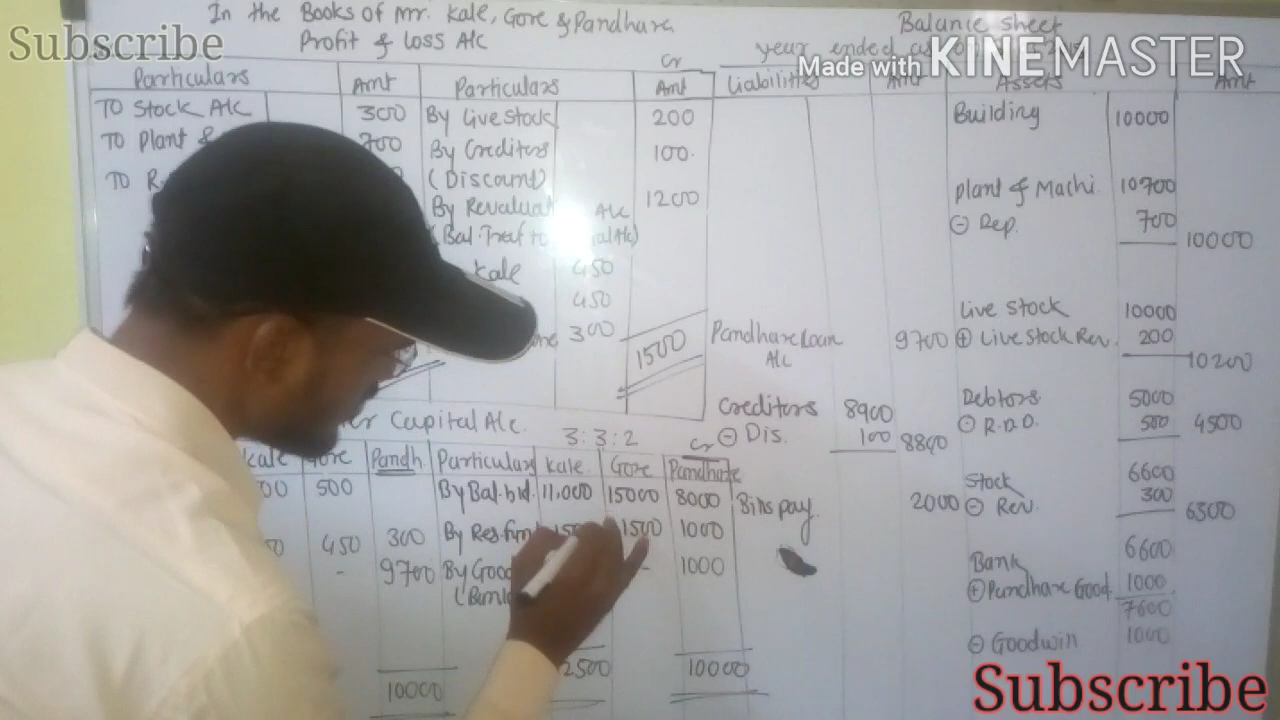 In the Books of Mr. Kale, Gore & Pandhare
Profit & Loss A/c
Cr
Particulars Amt Particulars Amt
To Stock A/c 300 By Live Stock 200
To Plant & 700 By Creditors 100
(Discount)
To R
By Revaluat A/c 1200
(Bal. Tranf to ital A/c)
Kale 450
450
300
1500
er Capital A/c. 3:3:2 Cr
Kale Gore Pandh. Particulars Kale. Gore Pandhare
00 500 By Bal. b/d. 11,000 15000 8000
50 450 300 By Res. fun 1500 1000
- 9700 By Good - 1000
2500 10000
10000
Balance Sheet
year ended
Liabilities Amt Assets Amt
Building 10000
Plant & Machi. 10700
⊖ Rep. 700 10000
Live Stock 10000
Pandhare Loan A/c 9700 ⊕ Live Stock Rev. 200 10200
Creditors 8900 Debtors 5000
⊖ Dis. 100 8800 ⊖ R.D.D. 500 4500
Stock 6600
Bills pay. 2000 ⊖ Rev. 300 6300
Bank 6600
⊕ Pandhare Good. 1000
7600
⊖ Goodwin 1000
Subscribe
Made with KINEMASTER
Subscribe